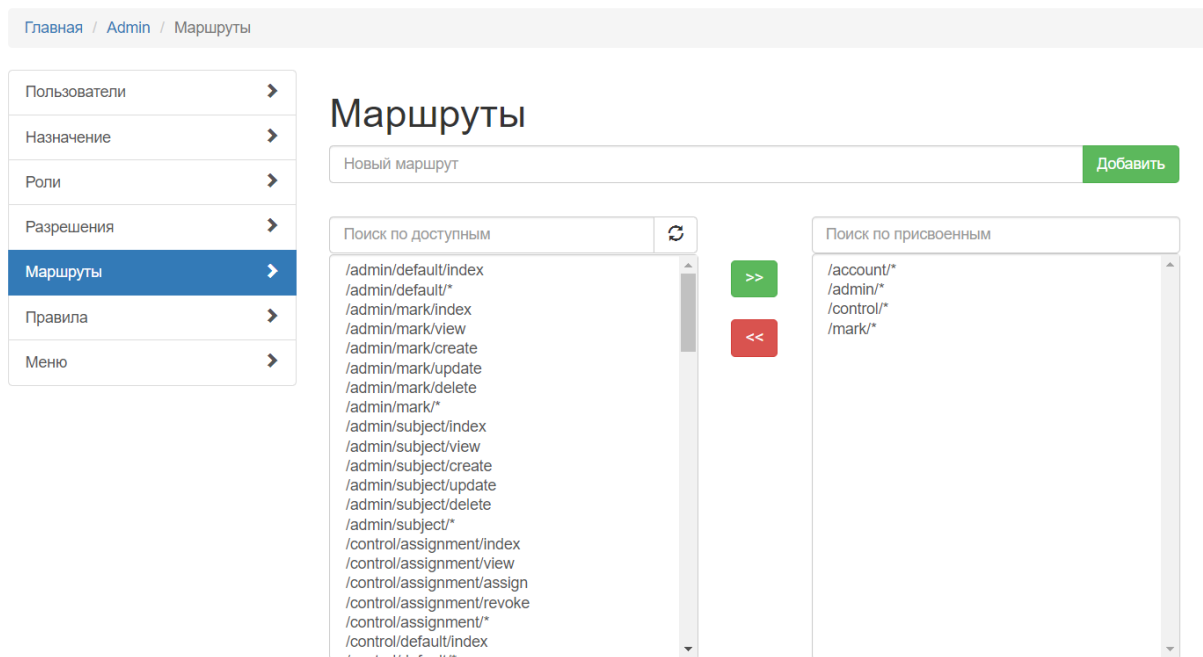 Главная / Admin / Маршруты
Пользователи
Назначение
Роли
Разрешения
Маршруты
Правила
Меню
Маршруты
Новый маршрут
Добавить
Поиск по доступным
/admin/default/index
/admin/default/*
/admin/mark/index
/admin/mark/view
/admin/mark/create
/admin/mark/update
/admin/mark/delete
/admin/mark/*
/admin/subject/index
/admin/subject/view
/admin/subject/create
/admin/subject/update
/admin/subject/delete
/admin/subject/*
/control/assignment/index
/control/assignment/view
/control/assignment/assign
/control/assignment/revoke
/control/assignment/*
/control/default/index
>>
<<
Поиск по присвоенным
/account/*
/admin/*
/control/*
/mark/*